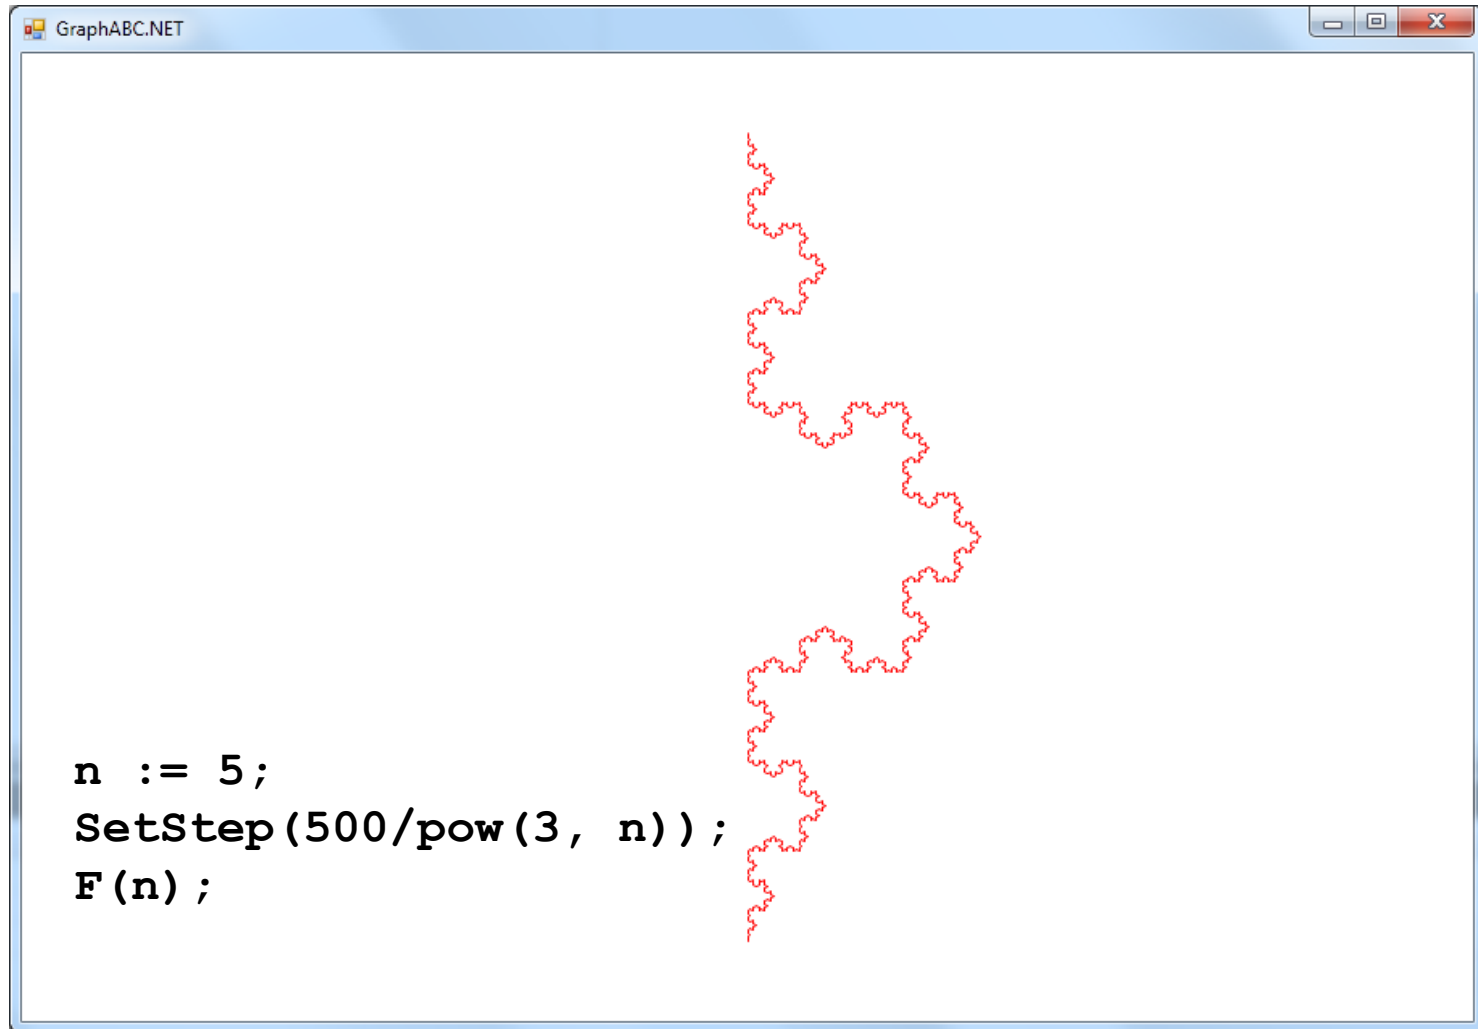 GraphABC.NET
n := 5;
SetStep(500/pow(3, n));
F(n);